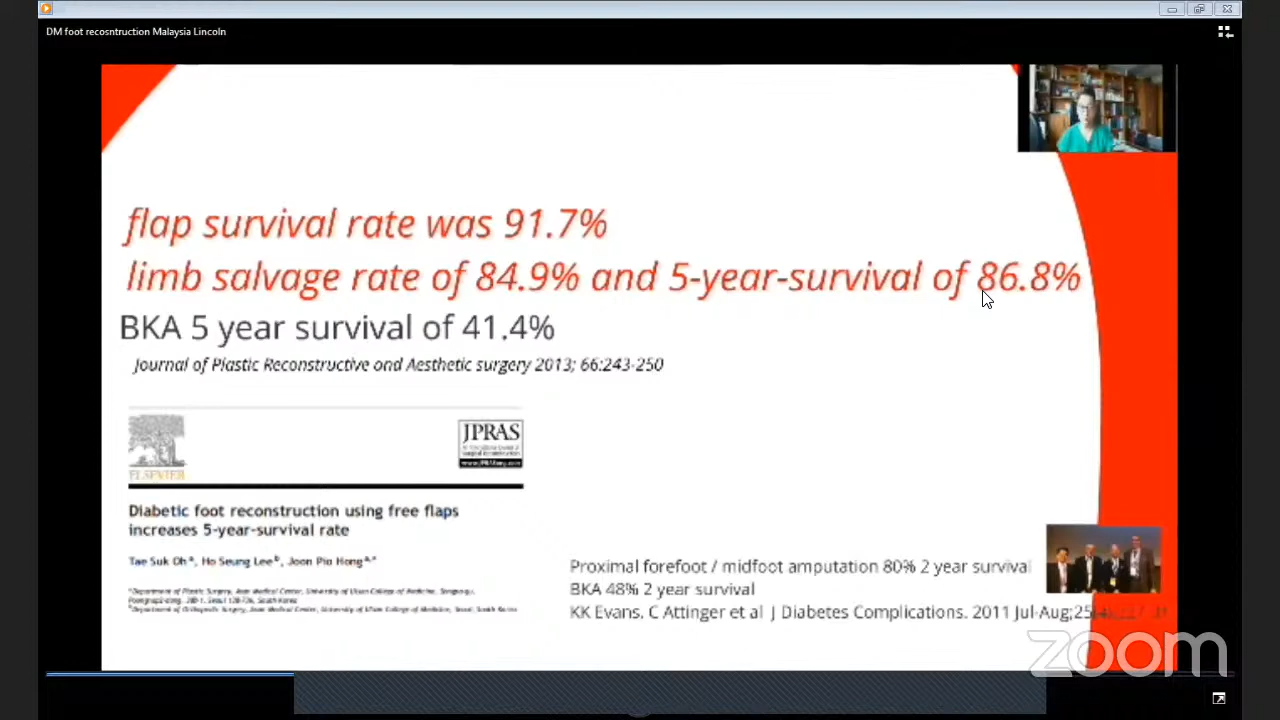 DM foot recosntruction Malaysia Lincoln
flap survival rate was 91.7%
limb salvage rate of 84.9% and 5-year-survival of 86.8%
BKA 5 year survival of 41.4%
Journal of Plastic Reconstructive and Aesthetic surgery 2013; 66:243-250
ELSEVIER
JPRAS
Diabetic foot reconstruction using free flaps
increases 5-year-survival rate
Tae Suk Oh a, Ho Seung Lee b, Joon Pio Hong a,*
Proximal forefoot / midfoot amputation 80% 2 year survival
BKA 48% 2 year survival
KK Evans. C Attinger et al J Diabetes Complications. 2011 Jul-Aug;25
zoom